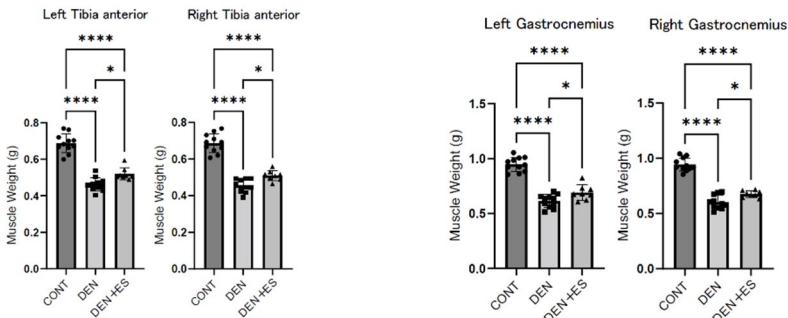 Left Tibia anterior
Right Tibia anterior
Left Gastrocnemius
Right Gastrocnemius
****
*
****
****
*
****
****
*
****
****
*
****
Muscle Weight (g)
0.8
0.6
0.4
0.2
0.0
CONT
DEN
DEN+ES
Muscle Weight (g)
0.8
0.6
0.4
0.2
0.0
CONT
DEN
DEN+ES
Muscle Weight (g)
1.5
1.0
0.5
0.0
CONT
DEN
DEN+ES
Muscle Weight (g)
1.5
1.0
0.5
0.0
CONT
DEN
DEN+ES